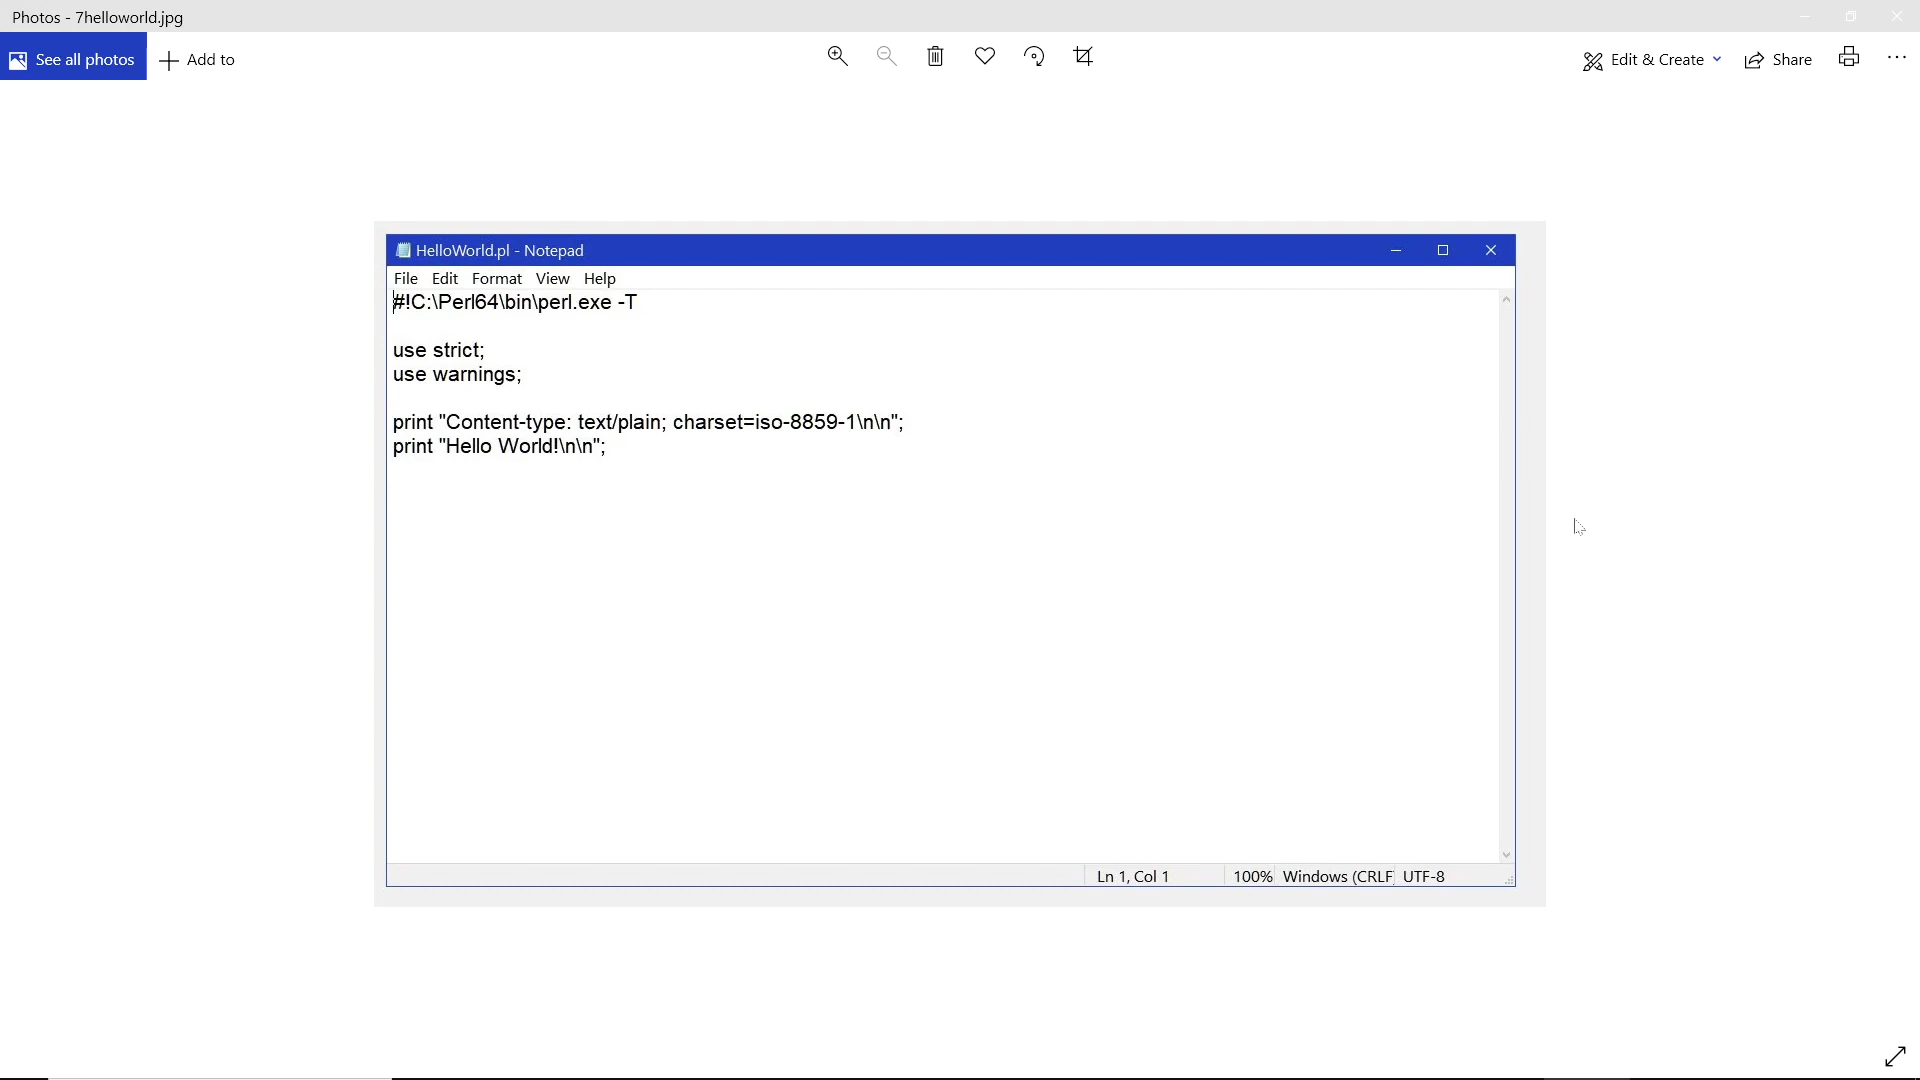 Photos - 7helloworld.jpg
See all photos
Add to
Edit & Create
Share
HelloWorld.pl - Notepad
File Edit Format View Help
#!C:\Perl64\bin\perl.exe -T
use strict;
use warnings;
print "Content-type: text/plain; charset=iso-8859-1\n\n";
print "Hello World!\n\n";
Ln 1, Col 1
100%
Windows (CRLF
UTF-8